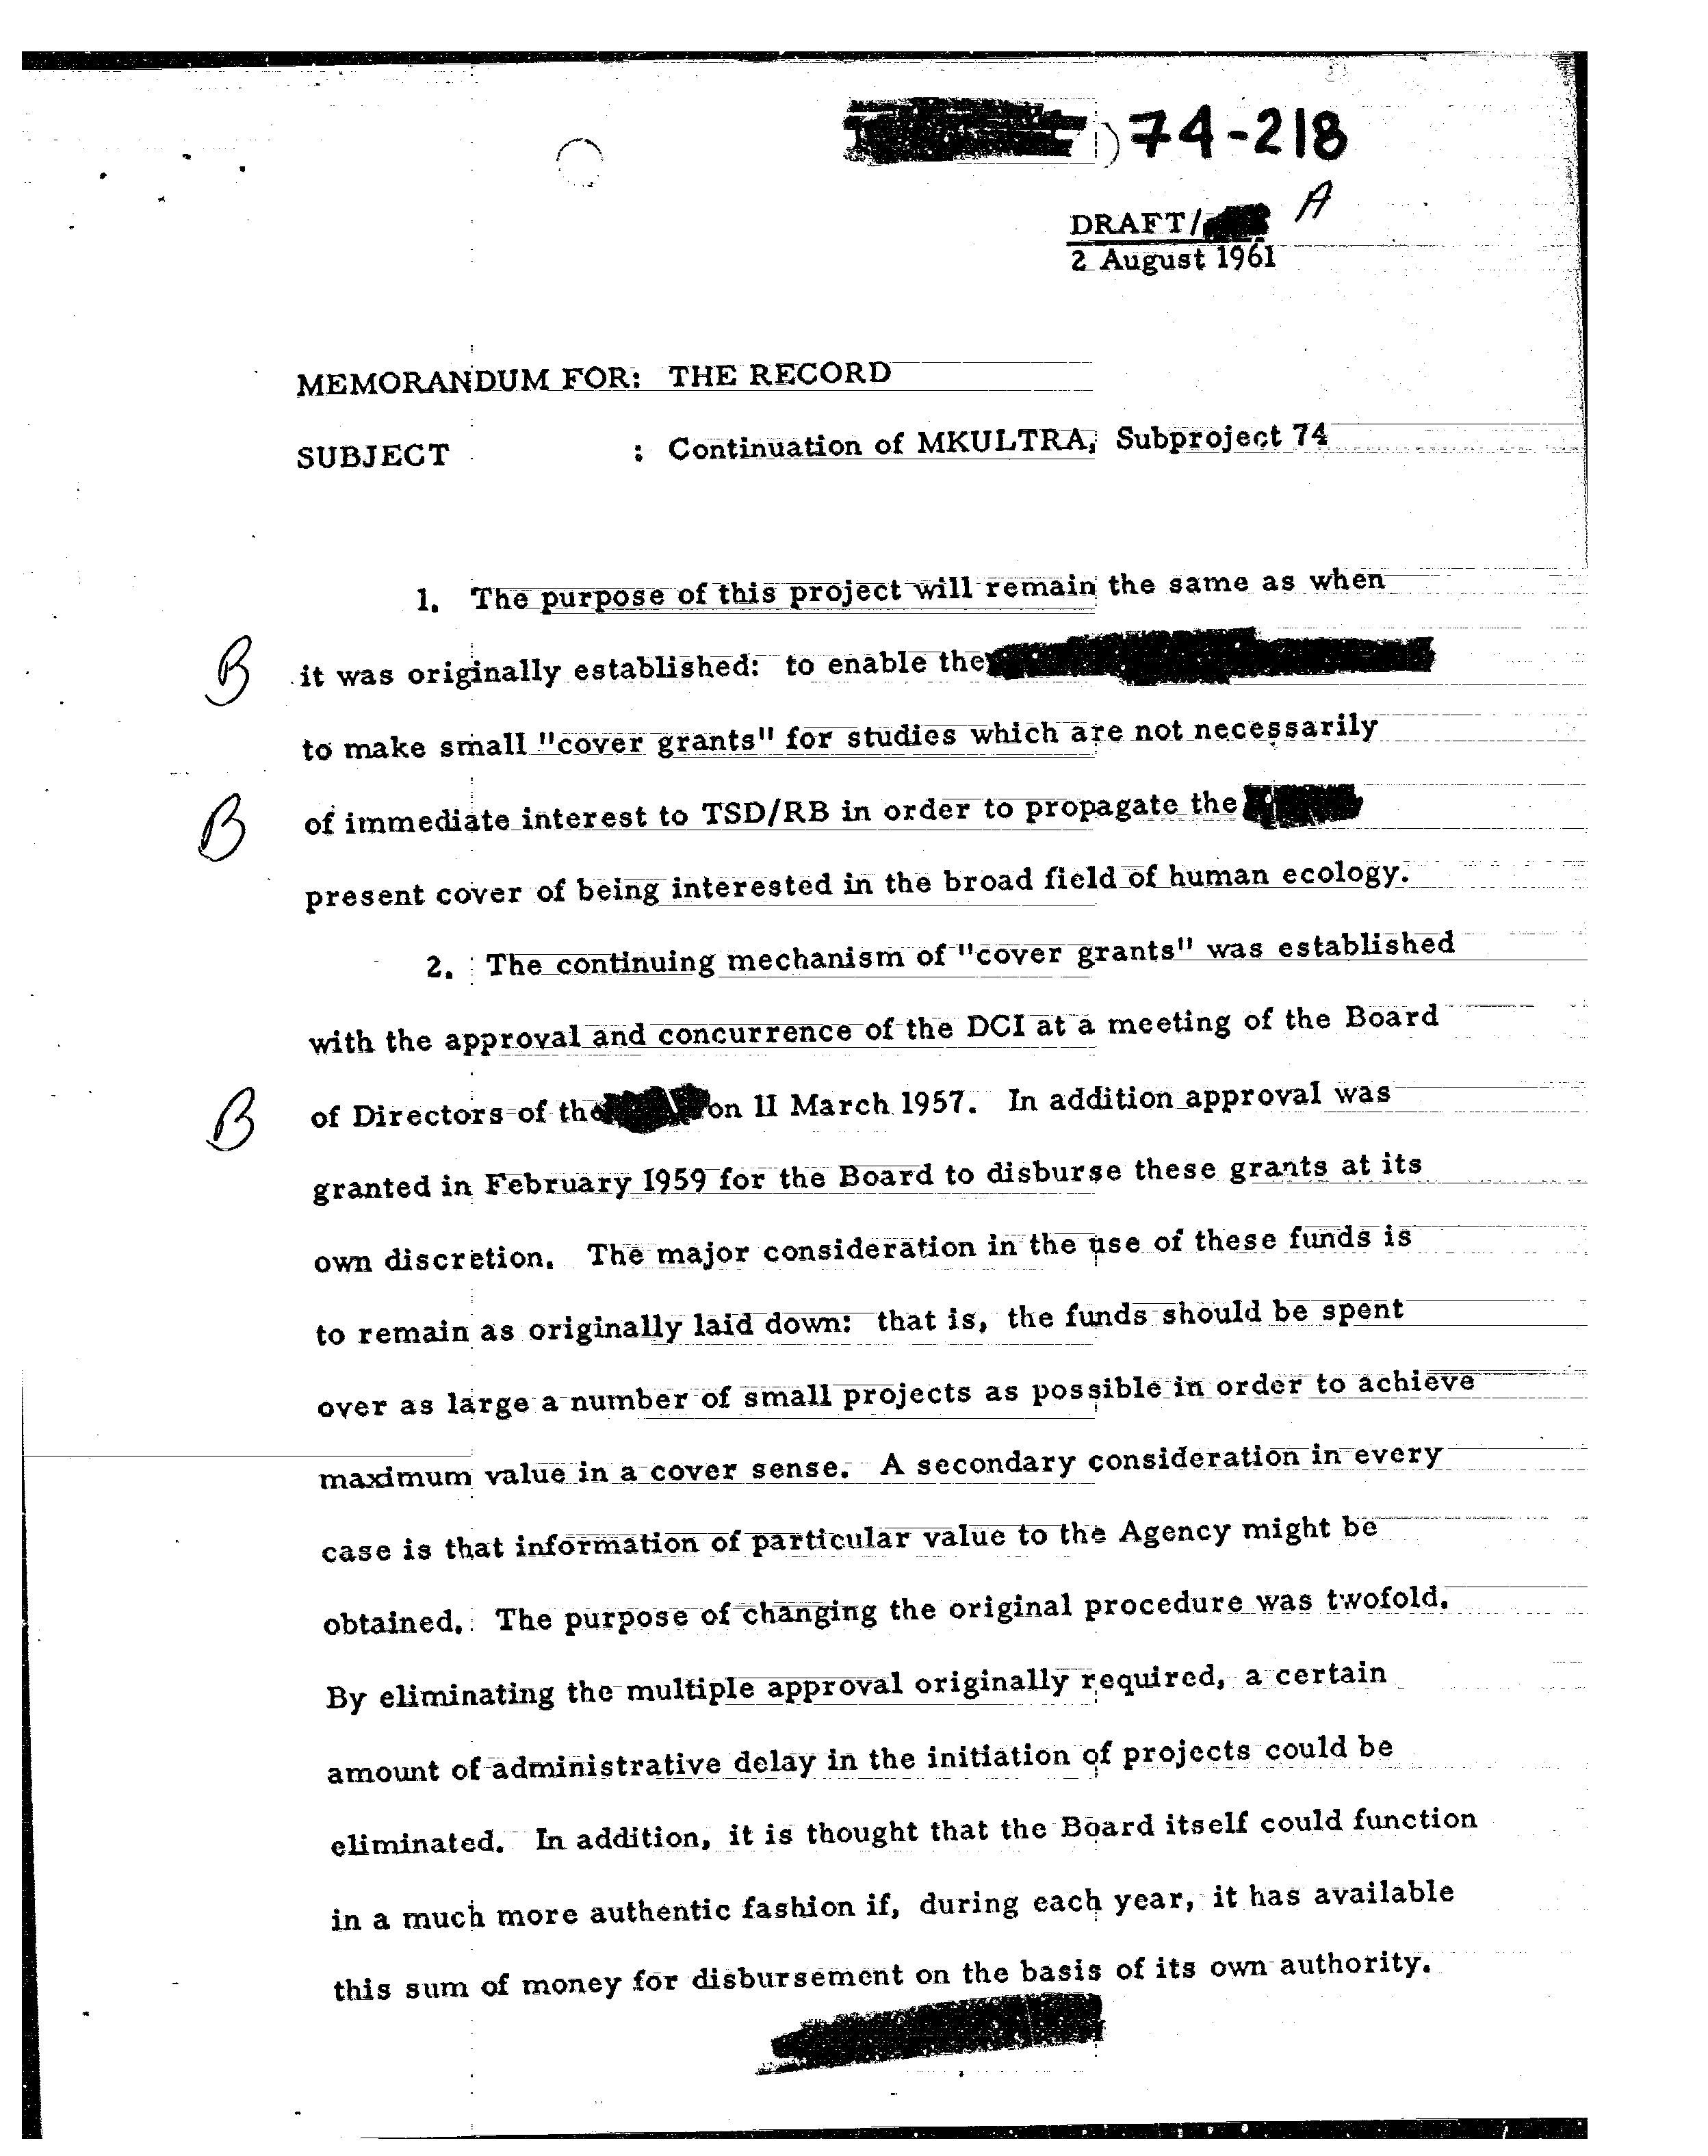 74-218
DRAFT/ A
2 August 1961
MEMORANDUM FOR: THE RECORD
SUBJECT : Continuation of MKULTRA, Subproject 74
1. The purpose of this project will remain the same as when
B it was originally established: to enable the
to make small "cover grants" for studies which are not necessarily
B of immediate interest to TSD/RB in order to propagate the
present cover of being interested in the broad field of human ecology.
2. The continuing mechanism of "cover grants" was established
with the approval and concurrence of the DCI at a meeting of the Board
B of Directors of the on 11 March 1957. In addition approval was
granted in February 1959 for the Board to disburse these grants at its
own discretion. The major consideration in the use of these funds is
to remain as originally laid down: that is, the funds should be spent
over as large a number of small projects as possible in order to achieve
maximum value in a cover sense. A secondary consideration in every
case is that information of particular value to the Agency might be
obtained. The purpose of changing the original procedure was twofold.
By eliminating the multiple approval originally required, a certain
amount of administrative delay in the initiation of projects could be
eliminated. In addition, it is thought that the Board itself could function
in a much more authentic fashion if, during each year, it has available
this sum of money for disbursement on the basis of its own authority.